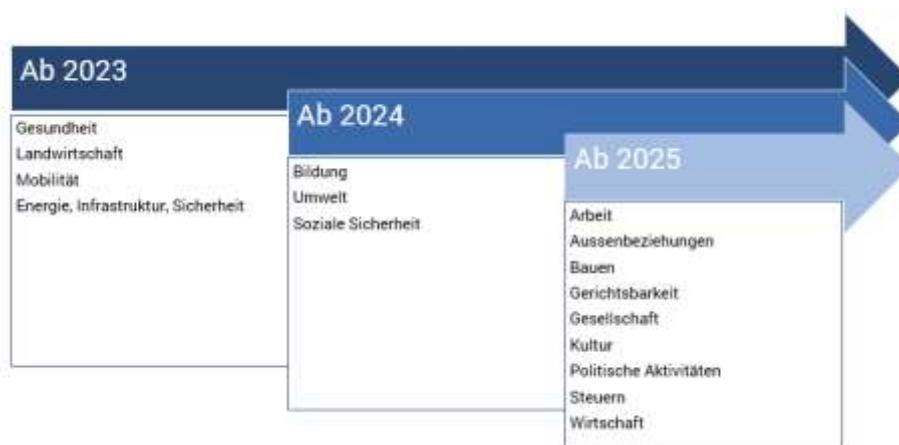 Ab 2023
Gesundheit
Landwirtschaft
Mobilität
Energie, Infrastruktur, Sicherheit
Ab 2024
Bildung
Umwelt
Soziale Sicherheit
Ab 2025
Arbeit
Aussenbeziehungen
Bauen
Gerichtsbarkeit
Gesellschaft
Kultur
Politische Aktivitäten
Steuern
Wirtschaft